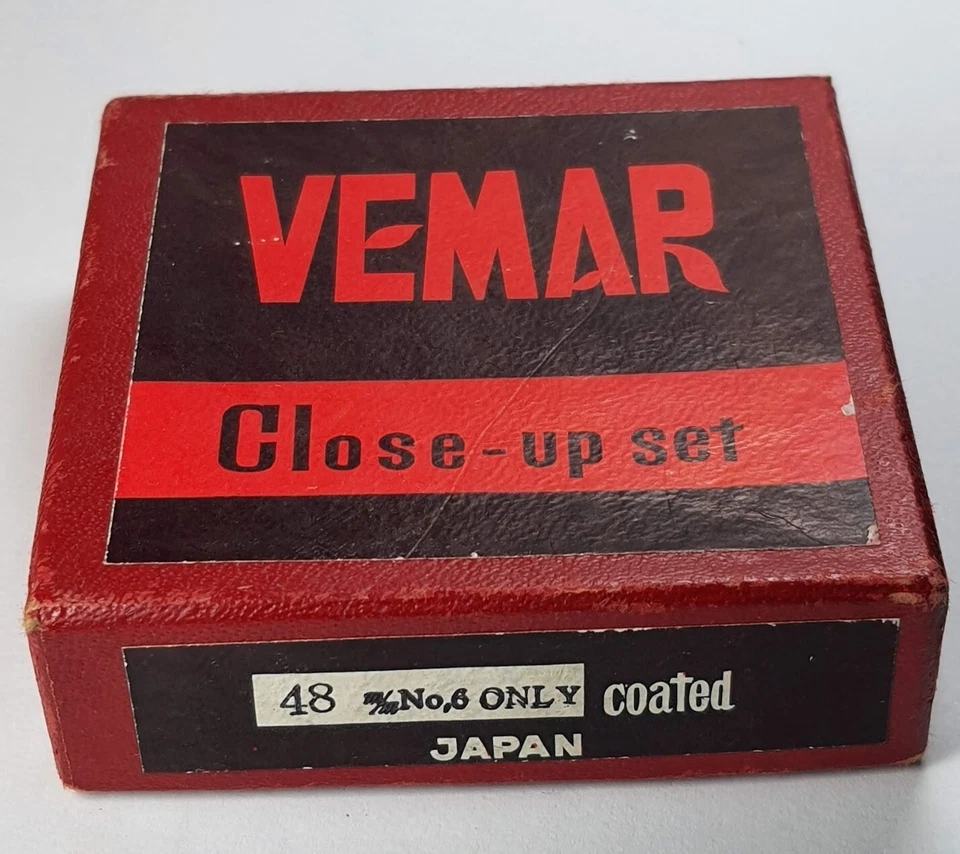 VEMAR
Close-up set
48 m/m No,6 ONLY coated
JAPAN